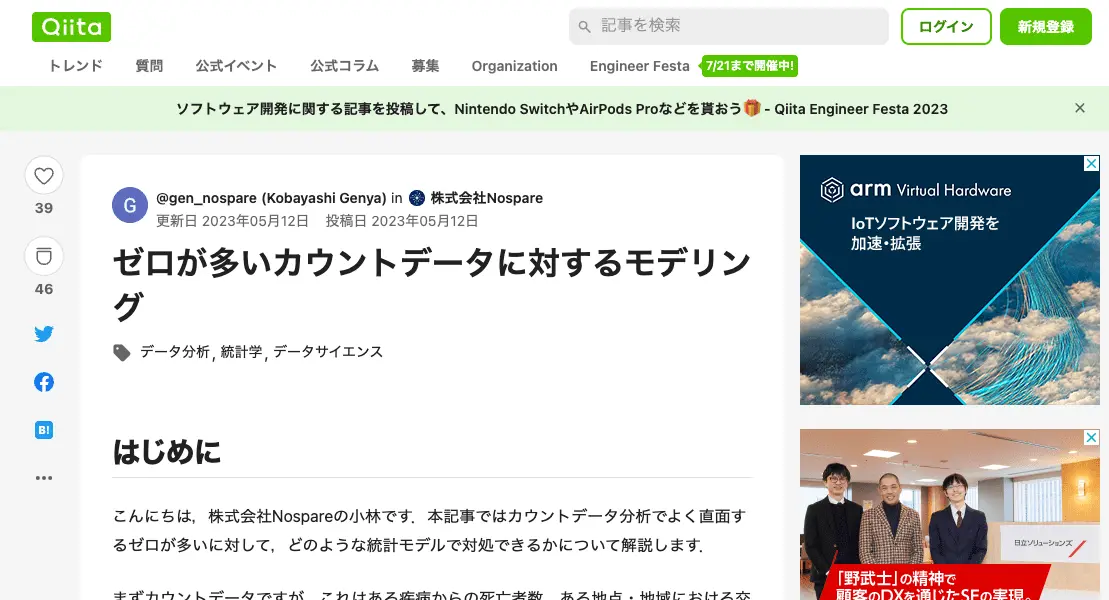 Qiita
記事を検索
ログイン
新規登録
トレンド 質問 公式イベント 公式コラム 募集 Organization Engineer Festa 7/21まで開催中!
ソフトウェア開発に関する記事を投稿して、Nintendo SwitchやAirPods Proなどを貰おう🎁 - Qiita Engineer Festa 2023
39
46
B!
G
@gen_nospare (Kobayashi Genya) in 株式会社Nospare
更新日 2023年05月12日 投稿日 2023年05月12日
ゼロが多いカウントデータに対するモデリン
グ
データ分析, 統計学, データサイエンス
はじめに
こんにちは，株式会社Nospareの小林です．本記事ではカウントデータ分析でよく直面す
るゼロが多いに対して，どのような統計モデルで対処できるかについて解説します．
まずカウントデータですが，これはある疾病からの死亡者数，ある地点・地域における交
arm Virtual Hardware
IoTソフトウェア開発を
加速・拡張
日立ソリューションズ
「野武士」の精神で
顧客のDXを通じたSEの実現。